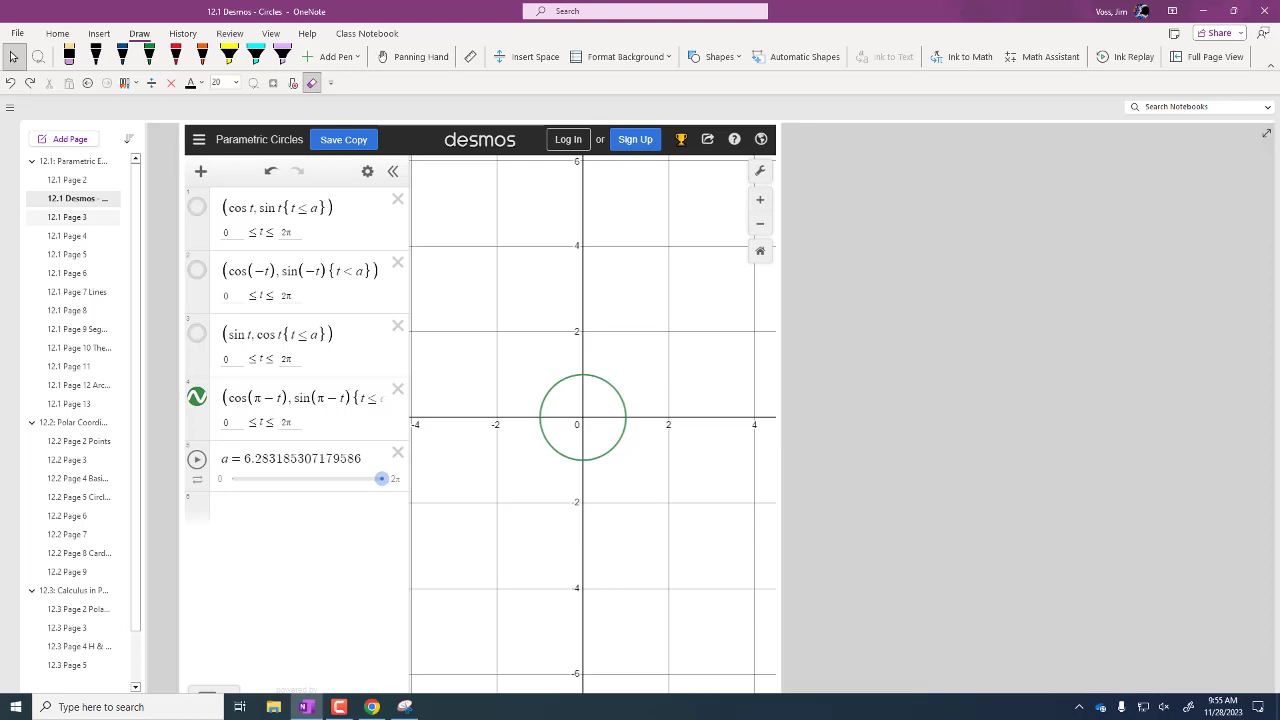 12.1 Desmos - Circles - OneNote
Search
Voss, Jim
File Home Insert Draw History Review View Help Class Notebook
Share
Add Pen
Panning Hand
Insert Space
Background
Shapes
Automatic Shapes
Ink to Shape
Ink to Math
Math Assistant
Ink Replay
Full Page View
20
Search Notebooks
Add Page
12.1: Parametric E...
12.1 Page 2
12.1 Desmos - ...
12.1 Page 3
12.1 Page 4
12.1 Page 5
12.1 Page 6
12.1 Page 7 Lines
12.1 Page 8
12.1 Page 9 Seg...
12.1 Page 10 The...
12.1 Page 11
12.1 Page 12 Arc...
12.1 Page 13
12.2: Polar Coordi...
12.2 Page 2 Points
12.2 Page 3
12.2 Page 4 Basi...
12.2 Page 5 Circl...
12.2 Page 6
12.2 Page 7
12.2 Page 8 Card...
12.2 Page 9
12.3: Calculus in P...
12.3 Page 2 Pola...
12.3 Page 3
12.3 Page 4 H & ...
12.3 Page 5
Parametric Circles
Save Copy
desmos
Log In or Sign Up
1
(cos t, sin t{t ≤ a})
0 ≤ t ≤ 2π
2
(cos(−t), sin(−t){t < a})
0 ≤ t ≤ 2π
3
(sin t, cos t{t ≤ a})
0 ≤ t ≤ 2π
4
(cos(π − t), sin(π − t){t ≤
0 ≤ t ≤ 2π
5
a = 6.283185307179586
0 2π
6
powered by
6
4
2
-4 -2 0 2 4
-2
-4
-6
Type here to search
9:55 AM
11/28/2023